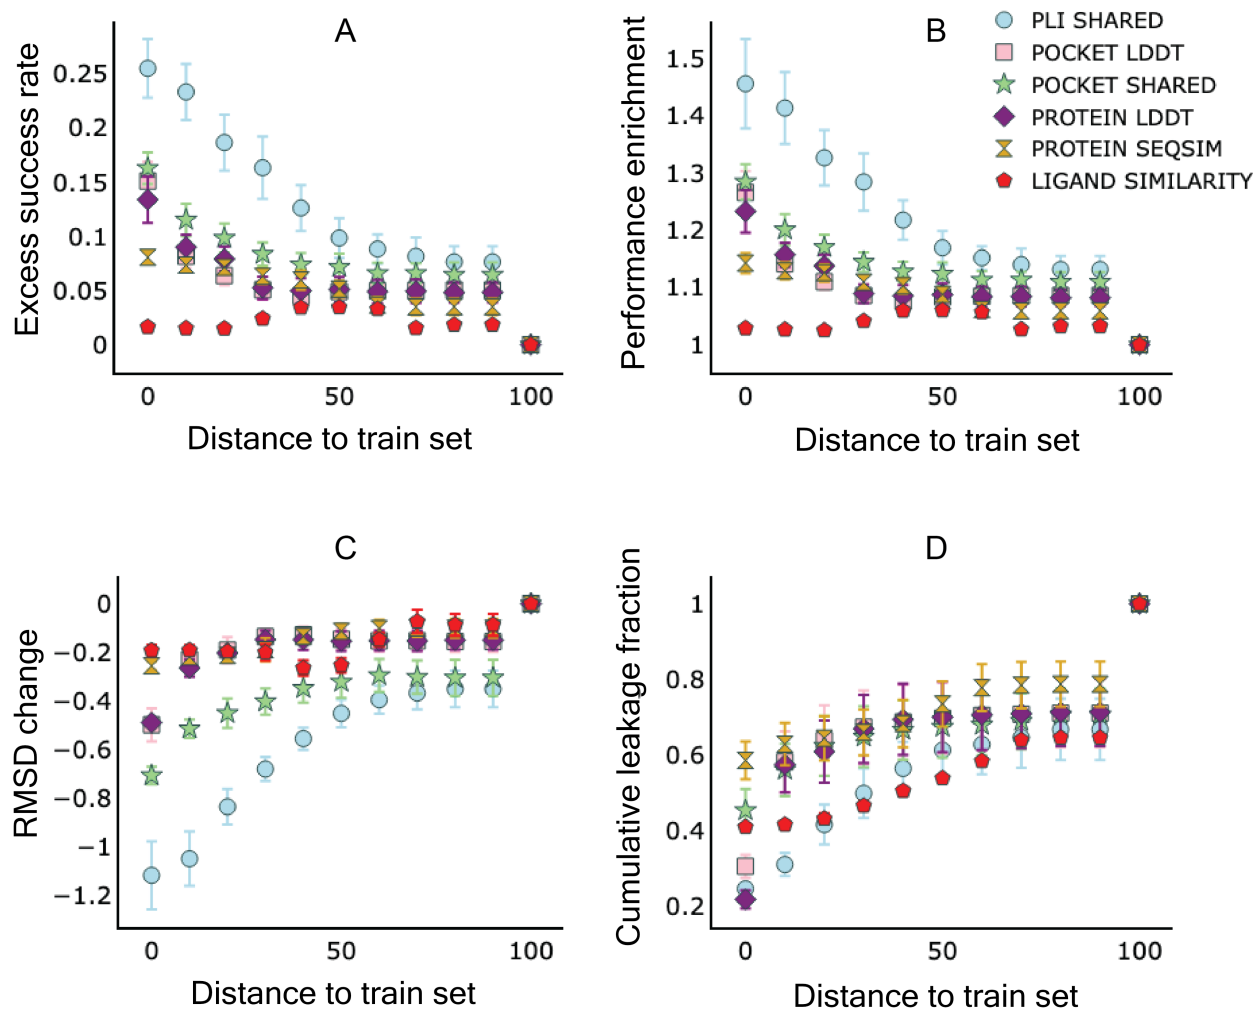 A
Excess success rate
0.25
0.2
0.15
0.1
0.05
0
0
50
100
Distance to train set
B
Performance enrichment
1.5
1.4
1.3
1.2
1.1
1
0
50
100
Distance to train set
PLI SHARED
POCKET LDDT
POCKET SHARED
PROTEIN LDDT
PROTEIN SEQSIM
LIGAND SIMILARITY
C
RMSD change
0
−0.2
−0.4
−0.6
−0.8
−1
−1.2
0
50
100
Distance to train set
D
Cumulative leakage fraction
1
0.8
0.6
0.4
0.2
0
50
100
Distance to train set